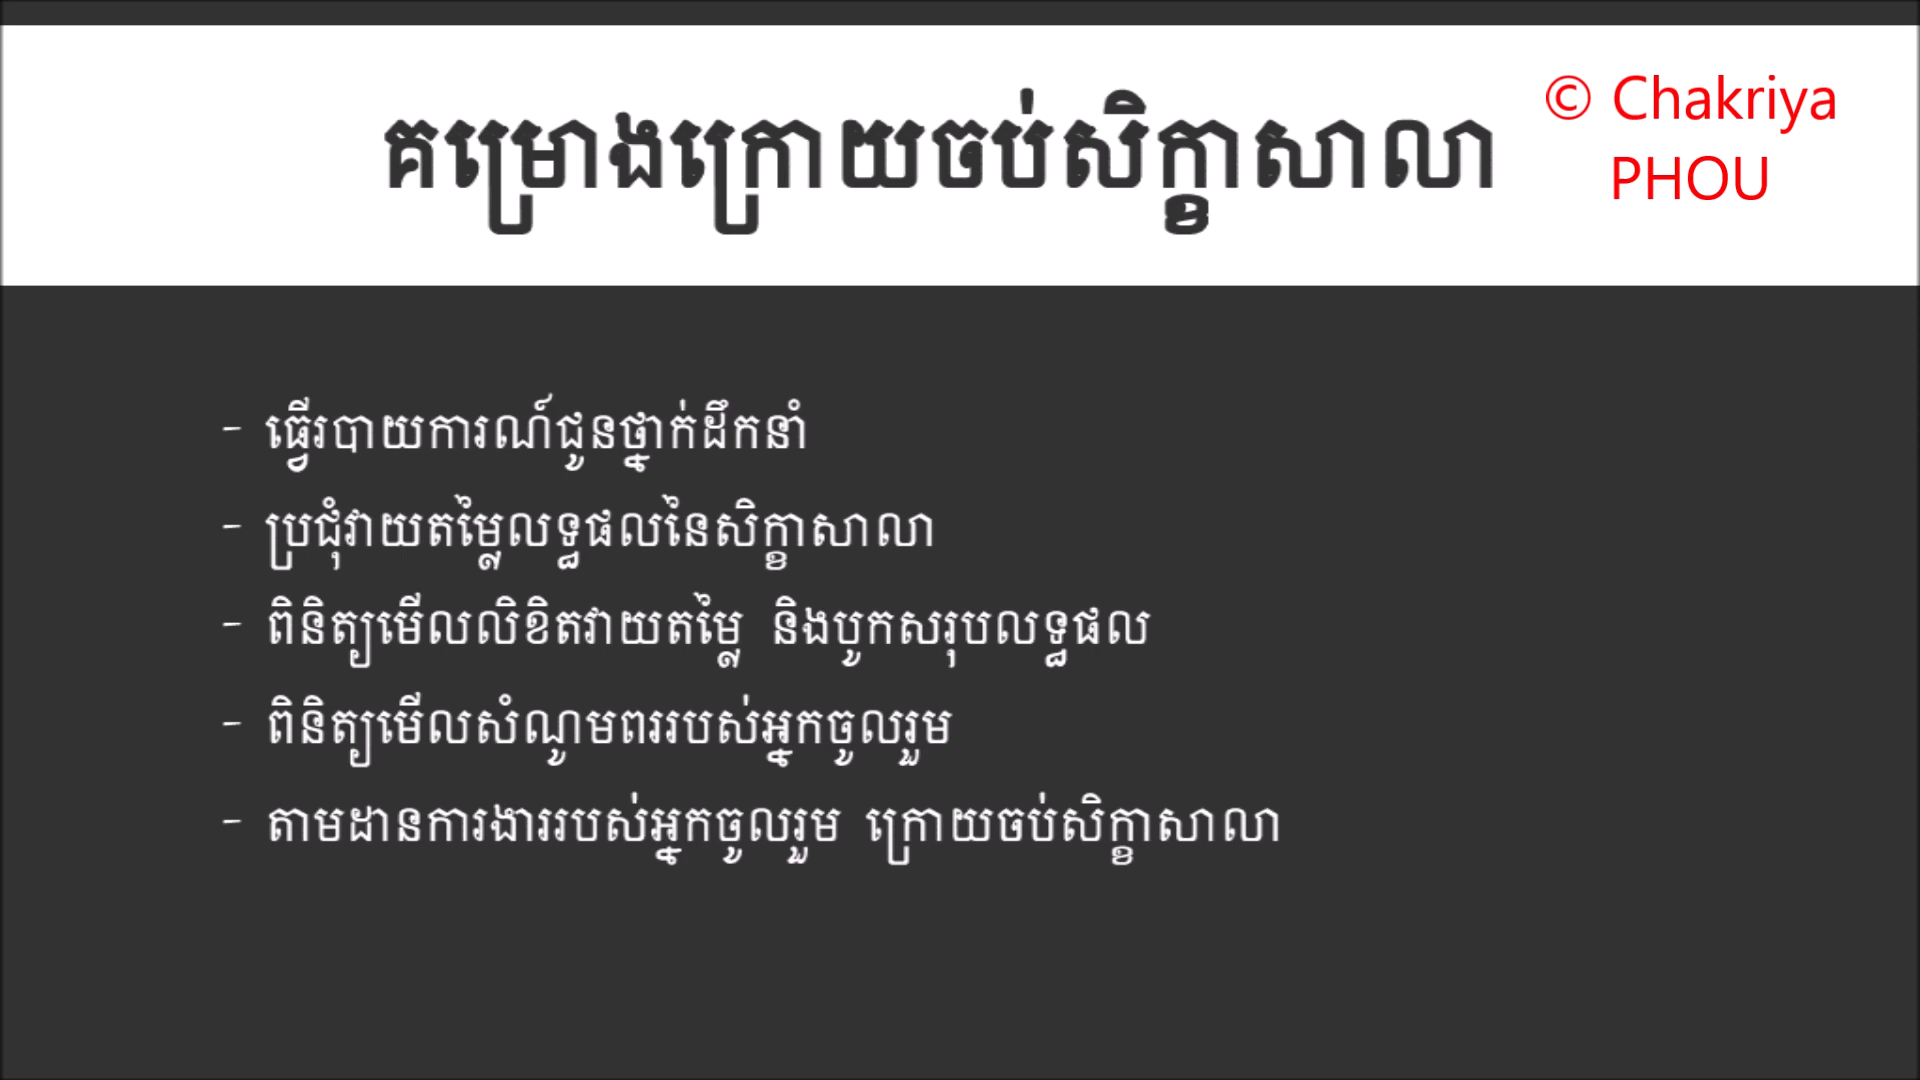 គម្រោងក្រោយចប់សិក្ខាសាលា
© Chakriya
PHOU
- ធ្វើរបាយការណ៍ជូនថ្នាក់ដឹកនាំ
- ប្រជុំវាយតម្លៃលទ្ធផលនៃសិក្ខាសាលា
- ពិនិត្យមើលលិខិតវាយតម្លៃ និងបូកសរុបលទ្ធផល
- ពិនិត្យមើលសំណូមពររបស់អ្នកចូលរួម
- តាមដានការងាររបស់អ្នកចូលរួម ក្រោយចប់សិក្ខាសាលា